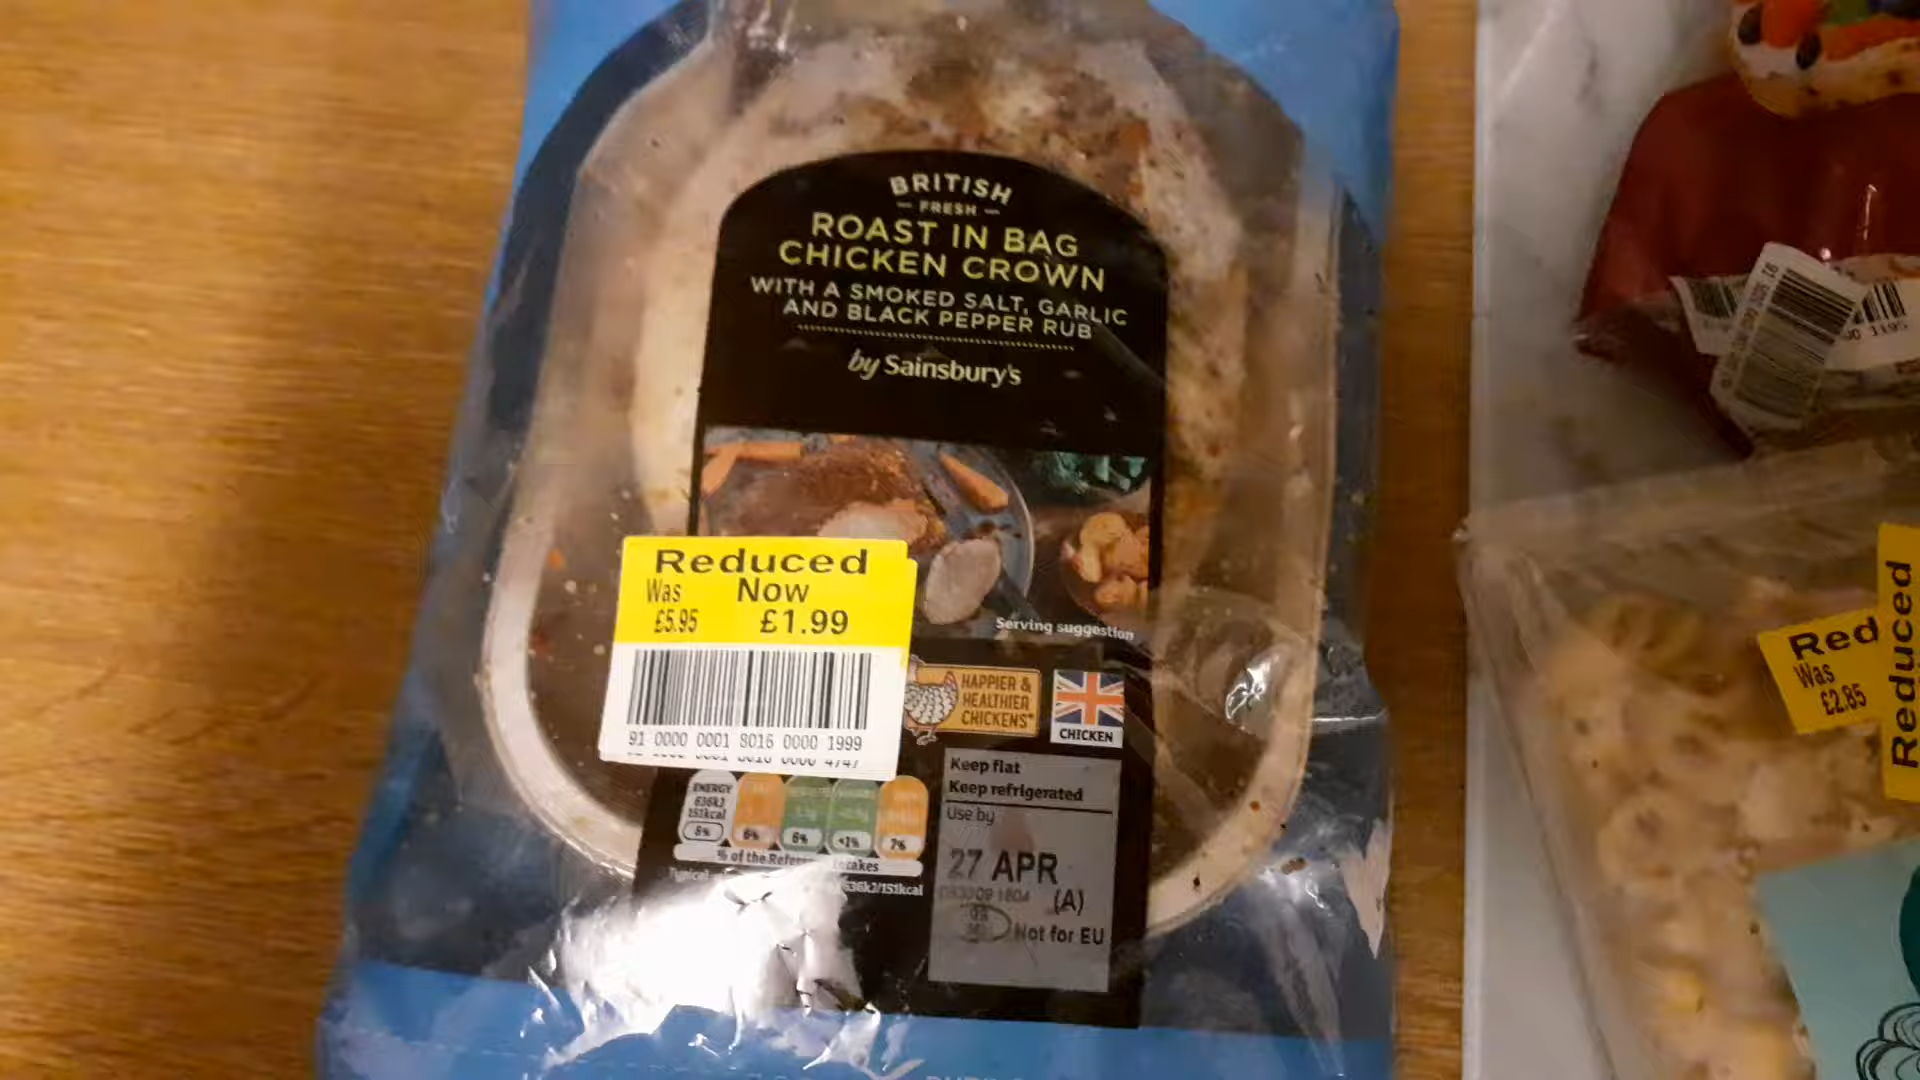 BRITISH
FRESH
ROAST IN BAG
CHICKEN CROWN
WITH A SMOKED SALT, GARLIC
AND BLACK PEPPER RUB
by Sainsbury's
Reduced
Was Now
£5.95 £1.99
91 0000 0001 8016 0000 1999
Serving suggestion
HAPPIER &
HEALTHIER
CHICKENS
CHICKEN
Keep flat
Keep refrigerated
Use by
27 APR
(A)
Not for EU
ENERGY
636kJ
151kcal
8% 6% 6% <1% 7%
% of the
636kJ/151kcal
Red
Was
£2.85
Reduced